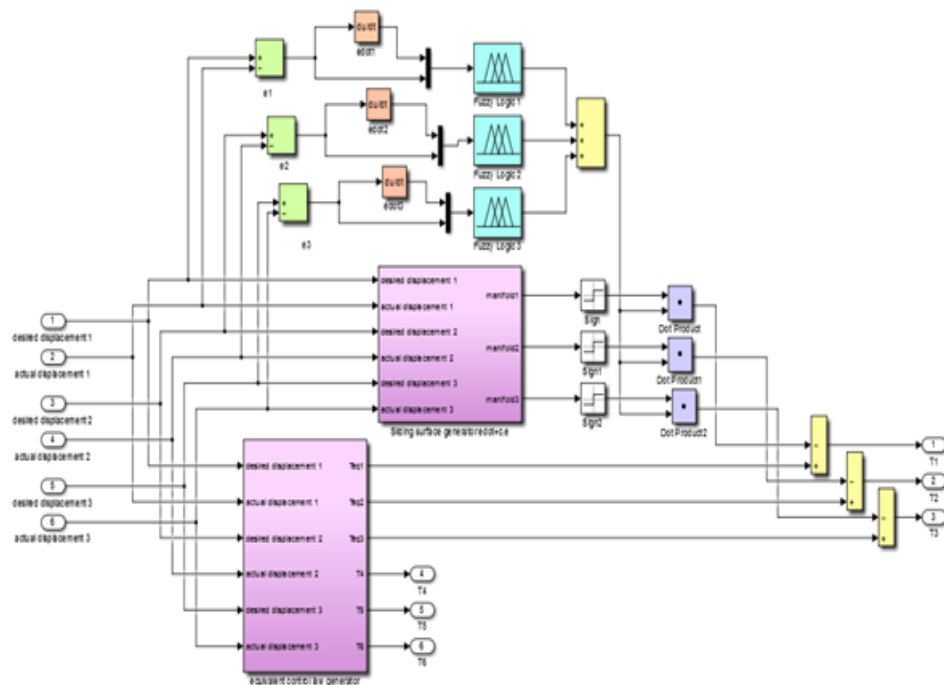 du/dt
edot1
e1
Fuzzy Logic 1
du/dt
edot2
e2
Fuzzy Logic 2
du/dt
edot3
e3
Fuzzy Logic 3
desired displacement 1
actual displacement 1
desired displacement 2
actual displacement 2
desired displacement 3
actual displacement 3
manifold1
manifold2
manifold3
Sliding surface generator edot+ce
Sign
Sign1
Sign2
Dot Product
Dot Product1
Dot Product2
1
desired displacement 1
2
actual displacement 1
3
desired displacement 2
4
actual displacement 2
5
desired displacement 3
6
actual displacement 3
desired displacement 1
actual displacement 1
desired displacement 2
actual displacement 2
desired displacement 3
actual displacement 3
Teq1
Teq2
Teq3
T4
T5
T6
equivalent control law generator
4
T4
5
T5
6
T6
1
T1
2
T2
3
T3